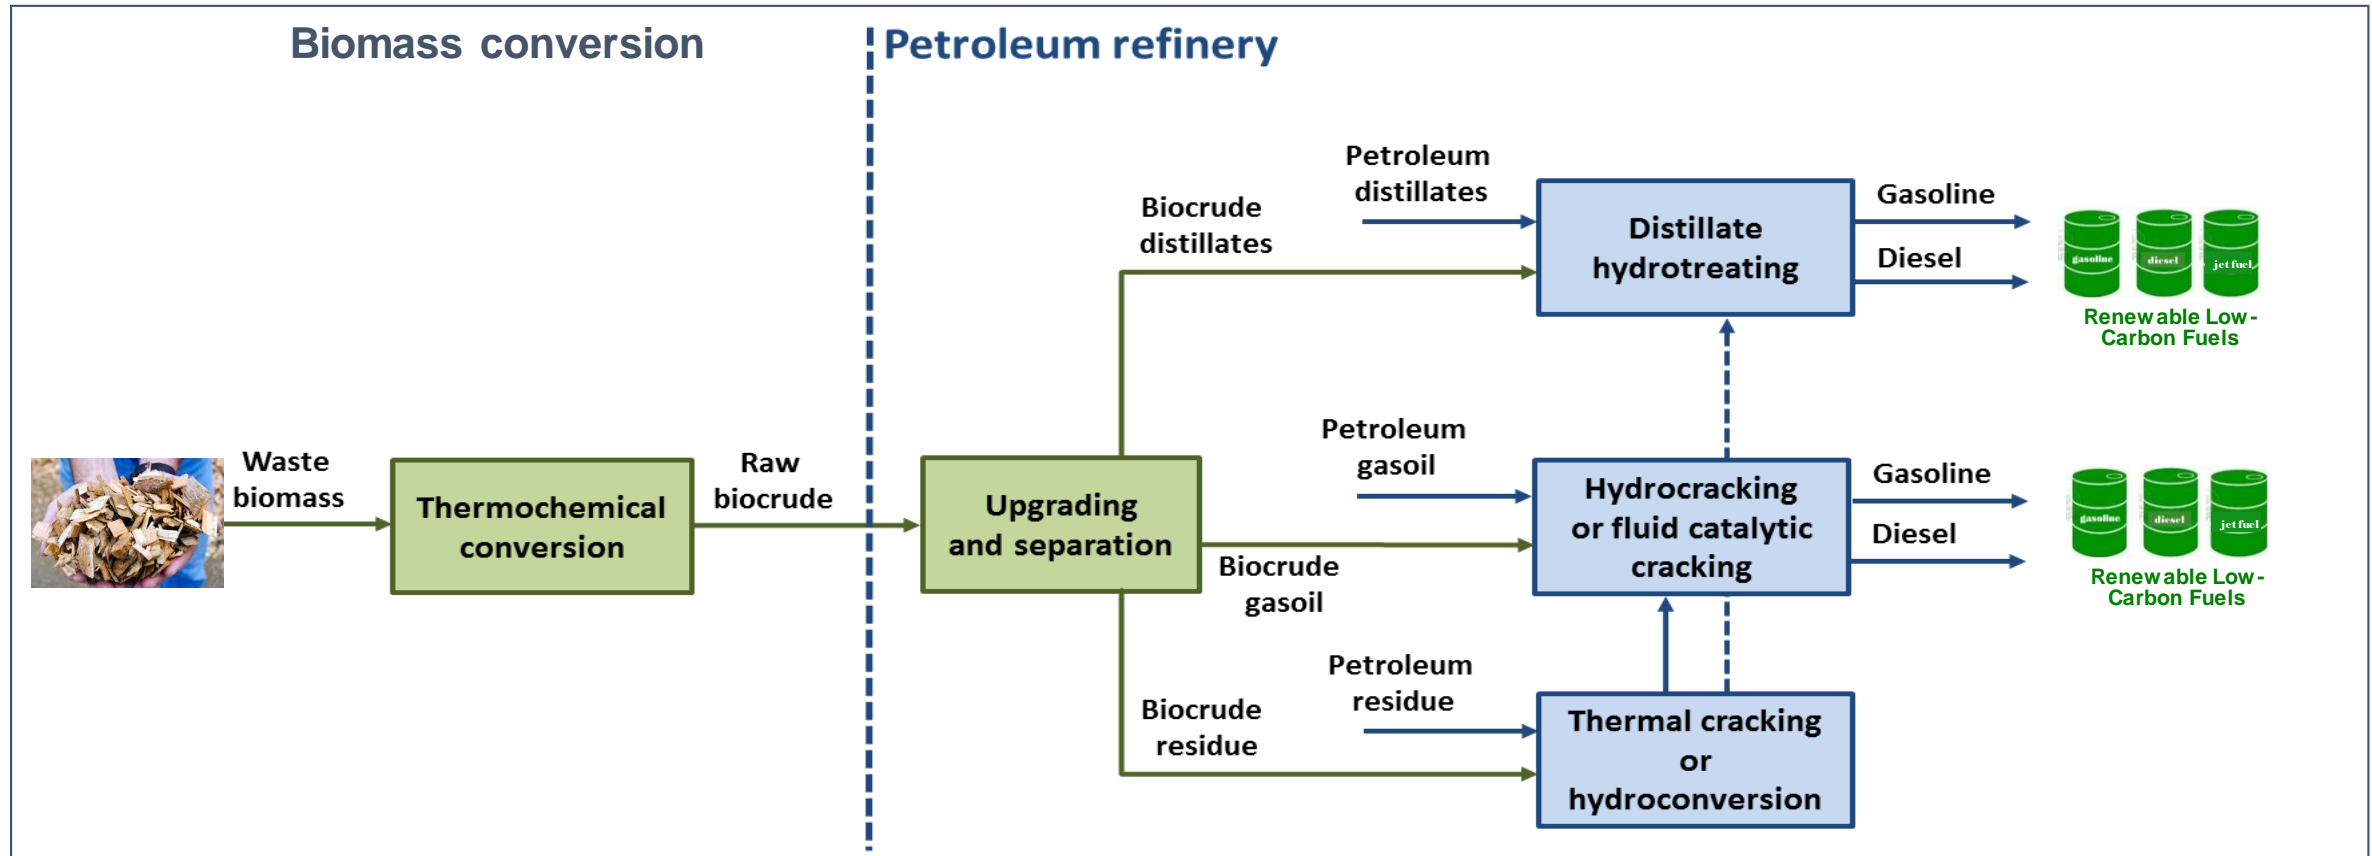 Biomass conversion
Petroleum refinery
Petroleum
distillates
Biocrude
distillates
Distillate
hydrotreating
Gasoline
Diesel
gasoline
diesel
jet fuel
Renewable Low-
Carbon Fuels
Waste
biomass
Thermochemical
conversion
Raw
biocrude
Upgrading
and separation
Petroleum
gasoil
Biocrude
gasoil
Hydrocracking
or fluid catalytic
cracking
Gasoline
Diesel
gasoline
diesel
jet fuel
Renewable Low-
Carbon Fuels
Petroleum
residue
Biocrude
residue
Thermal cracking
or
hydroconversion